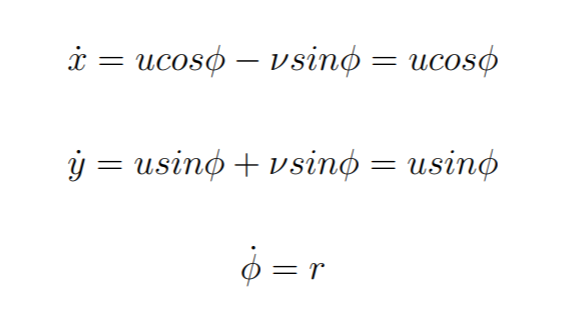 ẋ = ucosϕ − νsinϕ = ucosϕ
ẏ = usinϕ + νsinϕ = usinϕ
ϕ̇ = r